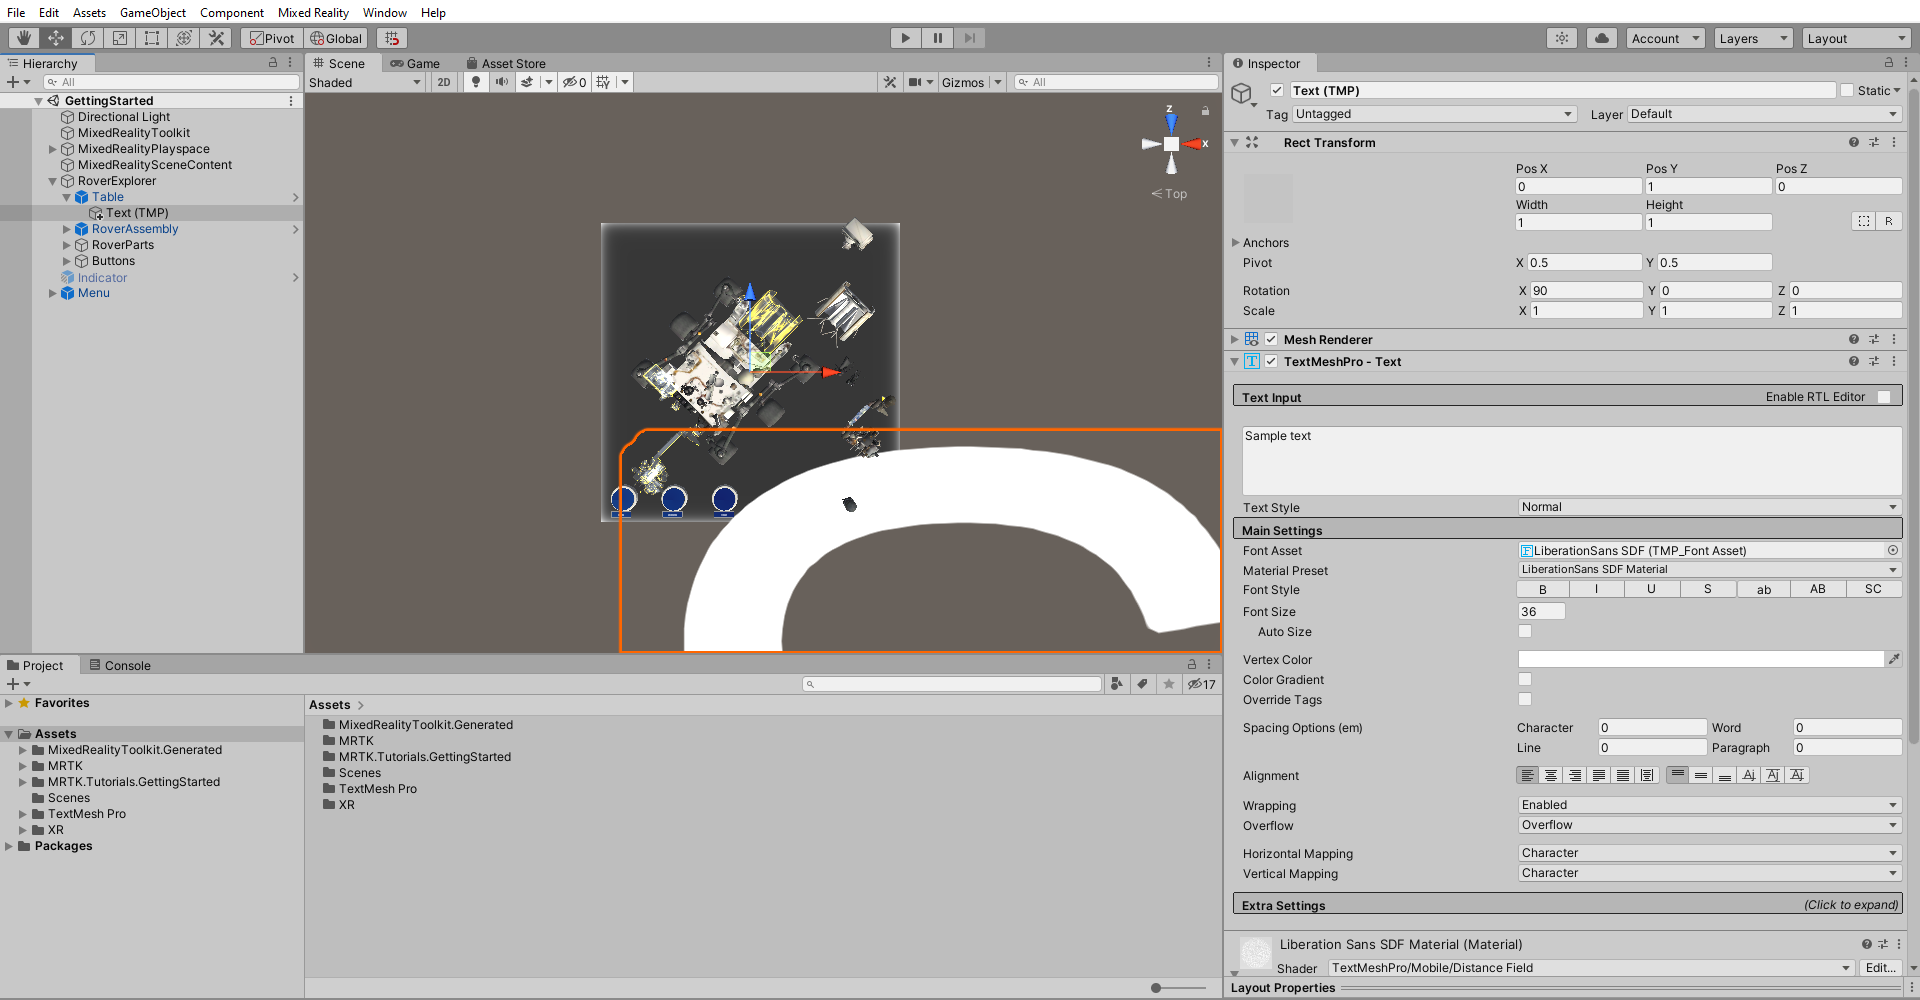 File Edit Assets GameObject Component Mixed Reality Window Help
Pivot Global Account Layers Layout
Hierarchy
All
GettingStarted
Directional Light
MixedRealityToolkit
MixedRealityPlayspace
MixedRealitySceneContent
RoverExplorer
Table
Text (TMP)
RoverAssembly
RoverParts
Buttons
Indicator
Menu
Scene Game Asset Store
Shaded 2D 0 Gizmos All
z
x
Top
Inspector
Text (TMP) Static
Tag Untagged Layer Default
Rect Transform
Pos X Pos Y Pos Z
0 1 0
Width Height
1 1 R
Anchors
Pivot X 0.5 Y 0.5
Rotation X 90 Y 0 Z 0
Scale X 1 Y 1 Z 1
Mesh Renderer
TextMeshPro - Text
Text Input Enable RTL Editor
Sample text
Text Style Normal
Main Settings
Font Asset LiberationSans SDF (TMP_Font Asset)
Material Preset LiberationSans SDF Material
Font Style B I U S ab AB SC
Font Size 36
Auto Size
Vertex Color
Color Gradient
Override Tags
Spacing Options (em) Character 0 Word 0
Line 0 Paragraph 0
Alignment
Wrapping Enabled
Overflow Overflow
Horizontal Mapping Character
Vertical Mapping Character
Extra Settings (Click to expand)
Liberation Sans SDF Material (Material)
Shader TextMeshPro/Mobile/Distance Field Edit...
Layout Properties
Project Console
17
Favorites
Assets
MixedRealityToolkit.Generated
MRTK
MRTK.Tutorials.GettingStarted
Scenes
TextMesh Pro
XR
Packages
Assets
MixedRealityToolkit.Generated
MRTK
MRTK.Tutorials.GettingStarted
Scenes
TextMesh Pro
XR